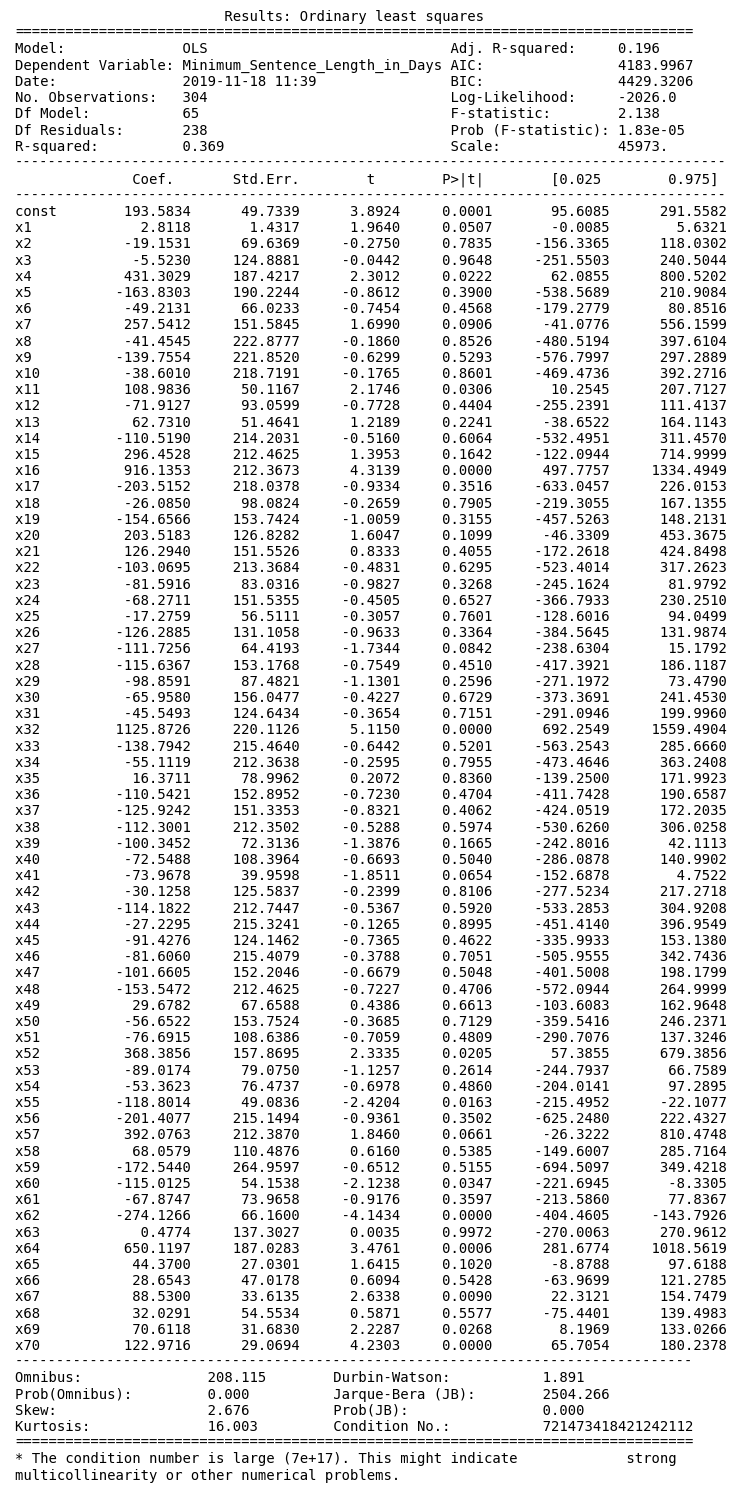 Results: Ordinary least squares
=================================================================================
Model: OLS Adj. R-squared: 0.196
Dependent Variable: Minimum_Sentence_Length_in_Days AIC: 4183.9967
Date: 2019-11-18 11:39 BIC: 4429.3206
No. Observations: 304 Log-Likelihood: -2026.0
Df Model: 65 F-statistic: 2.138
Df Residuals: 238 Prob (F-statistic): 1.83e-05
R-squared: 0.369 Scale: 45973.
-------------------------------------------------------------------------------------
Coef. Std.Err. t P>|t| [0.025 0.975]
-------------------------------------------------------------------------------------
const 193.5834 49.7339 3.8924 0.0001 95.6085 291.5582
x1 2.8118 1.4317 1.9640 0.0507 -0.0085 5.6321
x2 -19.1531 69.6369 -0.2750 0.7835 -156.3365 118.0302
x3 -5.5230 124.8881 -0.0442 0.9648 -251.5503 240.5044
x4 431.3029 187.4217 2.3012 0.0222 62.0855 800.5202
x5 -163.8303 190.2244 -0.8612 0.3900 -538.5689 210.9084
x6 -49.2131 66.0233 -0.7454 0.4568 -179.2779 80.8516
x7 257.5412 151.5845 1.6990 0.0906 -41.0776 556.1599
x8 -41.4545 222.8777 -0.1860 0.8526 -480.5194 397.6104
x9 -139.7554 221.8520 -0.6299 0.5293 -576.7997 297.2889
x10 -38.6010 218.7191 -0.1765 0.8601 -469.4736 392.2716
x11 108.9836 50.1167 2.1746 0.0306 10.2545 207.7127
x12 -71.9127 93.0599 -0.7728 0.4404 -255.2391 111.4137
x13 62.7310 51.4641 1.2189 0.2241 -38.6522 164.1143
x14 -110.5190 214.2031 -0.5160 0.6064 -532.4951 311.4570
x15 296.4528 212.4625 1.3953 0.1642 -122.0944 714.9999
x16 916.1353 212.3673 4.3139 0.0000 497.7757 1334.4949
x17 -203.5152 218.0378 -0.9334 0.3516 -633.0457 226.0153
x18 -26.0850 98.0824 -0.2659 0.7905 -219.3055 167.1355
x19 -154.6566 153.7424 -1.0059 0.3155 -457.5263 148.2131
x20 203.5183 126.8282 1.6047 0.1099 -46.3309 453.3675
x21 126.2940 151.5526 0.8333 0.4055 -172.2618 424.8498
x22 -103.0695 213.3684 -0.4831 0.6295 -523.4014 317.2623
x23 -81.5916 83.0316 -0.9827 0.3268 -245.1624 81.9792
x24 -68.2711 151.5355 -0.4505 0.6527 -366.7933 230.2510
x25 -17.2759 56.5111 -0.3057 0.7601 -128.6016 94.0499
x26 -126.2885 131.1058 -0.9633 0.3364 -384.5645 131.9874
x27 -111.7256 64.4193 -1.7344 0.0842 -238.6304 15.1792
x28 -115.6367 153.1768 -0.7549 0.4510 -417.3921 186.1187
x29 -98.8591 87.4821 -1.1301 0.2596 -271.1972 73.4790
x30 -65.9580 156.0477 -0.4227 0.6729 -373.3691 241.4530
x31 -45.5493 124.6434 -0.3654 0.7151 -291.0946 199.9960
x32 1125.8726 220.1126 5.1150 0.0000 692.2549 1559.4904
x33 -138.7942 215.4640 -0.6442 0.5201 -563.2543 285.6660
x34 -55.1119 212.3638 -0.2595 0.7955 -473.4646 363.2408
x35 16.3711 78.9962 0.2072 0.8360 -139.2500 171.9923
x36 -110.5421 152.8952 -0.7230 0.4704 -411.7428 190.6587
x37 -125.9242 151.3353 -0.8321 0.4062 -424.0519 172.2035
x38 -112.3001 212.3502 -0.5288 0.5974 -530.6260 306.0258
x39 -100.3452 72.3136 -1.3876 0.1665 -242.8016 42.1113
x40 -72.5488 108.3964 -0.6693 0.5040 -286.0878 140.9902
x41 -73.9678 39.9598 -1.8511 0.0654 -152.6878 4.7522
x42 -30.1258 125.5837 -0.2399 0.8106 -277.5234 217.2718
x43 -114.1822 212.7447 -0.5367 0.5920 -533.2853 304.9208
x44 -27.2295 215.3241 -0.1265 0.8995 -451.4140 396.9549
x45 -91.4276 124.1462 -0.7365 0.4622 -335.9933 153.1380
x46 -81.6060 215.4079 -0.3788 0.7051 -505.9555 342.7436
x47 -101.6605 152.2046 -0.6679 0.5048 -401.5008 198.1799
x48 -153.5472 212.4625 -0.7227 0.4706 -572.0944 264.9999
x49 29.6782 67.6588 0.4386 0.6613 -103.6083 162.9648
x50 -56.6522 153.7524 -0.3685 0.7129 -359.5416 246.2371
x51 -76.6915 108.6386 -0.7059 0.4809 -290.7076 137.3246
x52 368.3856 157.8695 2.3335 0.0205 57.3855 679.3856
x53 -89.0174 79.0750 -1.1257 0.2614 -244.7937 66.7589
x54 -53.3623 76.4737 -0.6978 0.4860 -204.0141 97.2895
x55 -118.8014 49.0836 -2.4204 0.0163 -215.4952 -22.1077
x56 -201.4077 215.1494 -0.9361 0.3502 -625.2480 222.4327
x57 392.0763 212.3870 1.8460 0.0661 -26.3222 810.4748
x58 68.0579 110.4876 0.6160 0.5385 -149.6007 285.7164
x59 -172.5440 264.9597 -0.6512 0.5155 -694.5097 349.4218
x60 -115.0125 54.1538 -2.1238 0.0347 -221.6945 -8.3305
x61 -67.8747 73.9658 -0.9176 0.3597 -213.5860 77.8367
x62 -274.1266 66.1600 -4.1434 0.0000 -404.4605 -143.7926
x63 0.4774 137.3027 0.0035 0.9972 -270.0063 270.9612
x64 650.1197 187.0283 3.4761 0.0006 281.6774 1018.5619
x65 44.3700 27.0301 1.6415 0.1020 -8.8788 97.6188
x66 28.6543 47.0178 0.6094 0.5428 -63.9699 121.2785
x67 88.5300 33.6135 2.6338 0.0090 22.3121 154.7479
x68 32.0291 54.5534 0.5871 0.5577 -75.4401 139.4983
x69 70.6118 31.6830 2.2287 0.0268 8.1969 133.0266
x70 122.9716 29.0694 4.2303 0.0000 65.7054 180.2378
---------------------------------------------------------------------------------
Omnibus: 208.115 Durbin-Watson: 1.891
Prob(Omnibus): 0.000 Jarque-Bera (JB): 2504.266
Skew: 2.676 Prob(JB): 0.000
Kurtosis: 16.003 Condition No.: 721473418421242112
=================================================================================
* The condition number is large (7e+17). This might indicate strong
multicollinearity or other numerical problems.